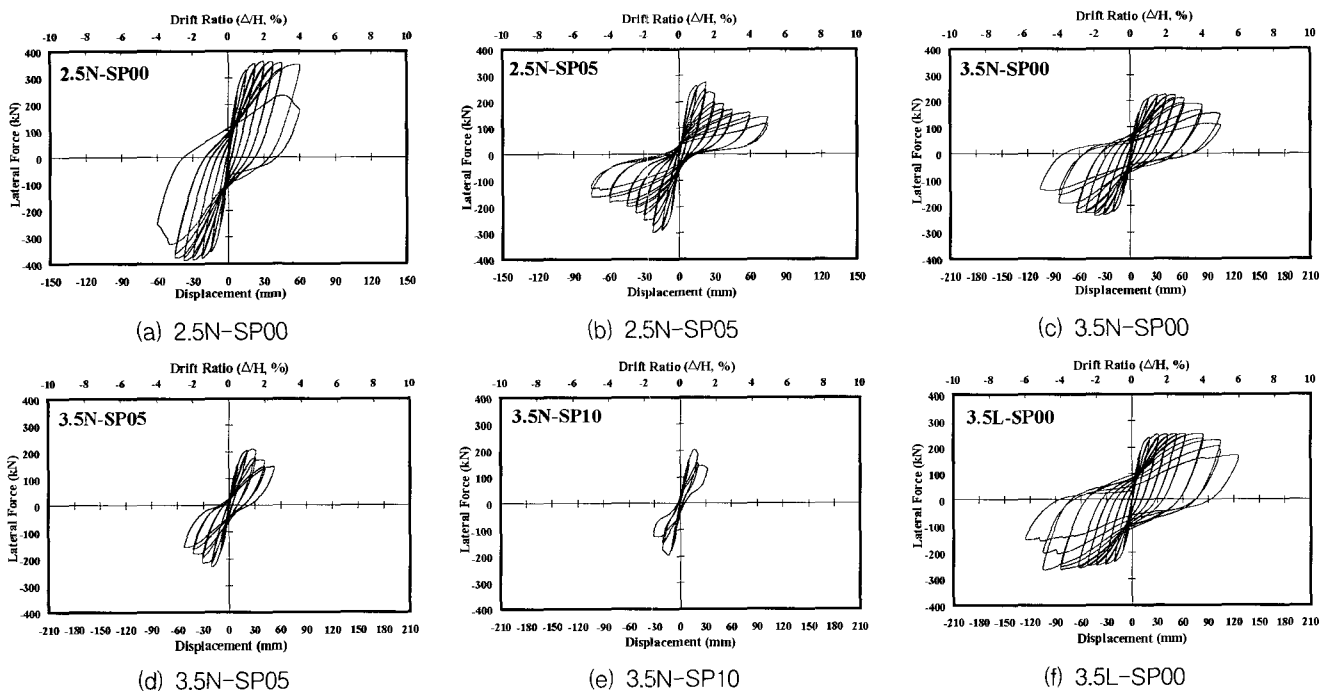 Drift Ratio (Δ/H, %)
-10 -8 -6 -4 -2 0 2 4 6 8 10
400
300
200
100
0
-100
-200
-300
-400
Lateral Force (kN)
2.5N-SP00
-150 -120 -90 -60 -30 0 30 60 90 120 150
Displacement (mm)
(a) 2.5N-SP00
Drift Ratio (Δ/H, %)
-10 -8 -6 -4 -2 0 2 4 6 8 10
400
300
200
100
0
-100
-200
-300
-400
Lateral Force (kN)
2.5N-SP05
-150 -120 -90 -60 -30 0 30 60 90 120 150
Displacement (mm)
(b) 2.5N-SP05
Drift Ratio (Δ/H, %)
-10 -8 -6 -4 -2 0 2 4 6 8 10
400
300
200
100
0
-100
-200
-300
-400
Lateral Force (kN)
3.5N-SP00
-210 -180 -150 -120 -90 -60 -30 0 30 60 90 120 150 180 210
Displacement (mm)
(c) 3.5N-SP00
Drift Ratio (Δ/H, %)
-10 -8 -6 -4 -2 0 2 4 6 8 10
400
300
200
100
0
-100
-200
-300
-400
Lateral Force (kN)
3.5N-SP05
-210 -180 -150 -120 -90 -60 -30 0 30 60 90 120 150 180 210
Displacement (mm)
(d) 3.5N-SP05
Drift Ratio (Δ/H, %)
-10 -8 -6 -4 -2 0 2 4 6 8 10
400
300
200
100
0
-100
-200
-300
-400
Lateral Force (kN)
3.5N-SP10
-210 -180 -150 -120 -90 -60 -30 0 30 60 90 120 150 180 210
Displacement (mm)
(e) 3.5N-SP10
Drift Ratio (Δ/H, %)
-10 -8 -6 -4 -2 0 2 4 6 8 10
400
300
200
100
0
-100
-200
-300
-400
Lateral Force (kN)
3.5L-SP00
-210 -180 -150 -120 -90 -60 -30 0 30 60 90 120 150 180 210
Displacement (mm)
(f) 3.5L-SP00